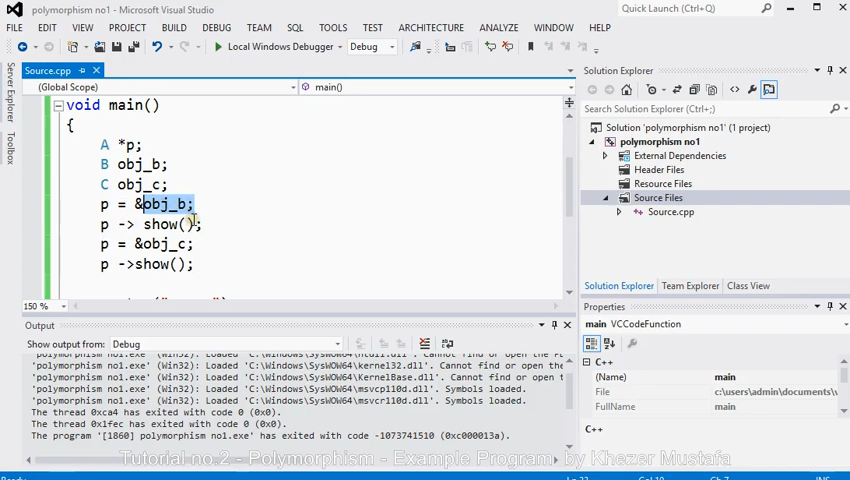 polymorphism no1 - Microsoft Visual Studio
Quick Launch (Ctrl+Q)
FILE EDIT VIEW PROJECT BUILD DEBUG TEAM SQL TOOLS TEST ARCHITECTURE ANALYZE WINDOW HELP
Local Windows Debugger Debug
Server Explorer
Toolbox
Source.cpp
(Global Scope) main()
void main()
{
A *p;
B obj_b;
C obj_c;
p = &obj_b;
p -> show();
p = &obj_c;
p ->show();
150 %
Output
Show output from: Debug
'polymorphism no1.exe' (Win32): Loaded 'C:\Windows\SysWOW64\kernel32.dll'. Cannot find or open the
'polymorphism no1.exe' (Win32): Loaded 'C:\Windows\SysWOW64\KernelBase.dll'. Cannot find or open
'polymorphism no1.exe' (Win32): Loaded 'C:\Windows\SysWOW64\msvcp110d.dll'. Symbols loaded.
'polymorphism no1.exe' (Win32): Loaded 'C:\Windows\SysWOW64\msvcr110d.dll'. Symbols loaded.
The thread 0xca4 has exited with code 0 (0x0).
The thread 0x1fec has exited with code 0 (0x0).
The program '[1860] polymorphism no1.exe' has exited with code -1073741510 (0xc000013a).
Solution Explorer
Search Solution Explorer (Ctrl+;)
Solution 'polymorphism no1' (1 project)
polymorphism no1
External Dependencies
Header Files
Resource Files
Source Files
Source.cpp
Solution Explorer Team Explorer Class View
Properties
main VCCodeFunction
C++
(Name) main
File c:\users\admin\documents\v
FullName main
C++
Tutorial no.2 - Polymorphism - Example Program by Khezer Mustafa